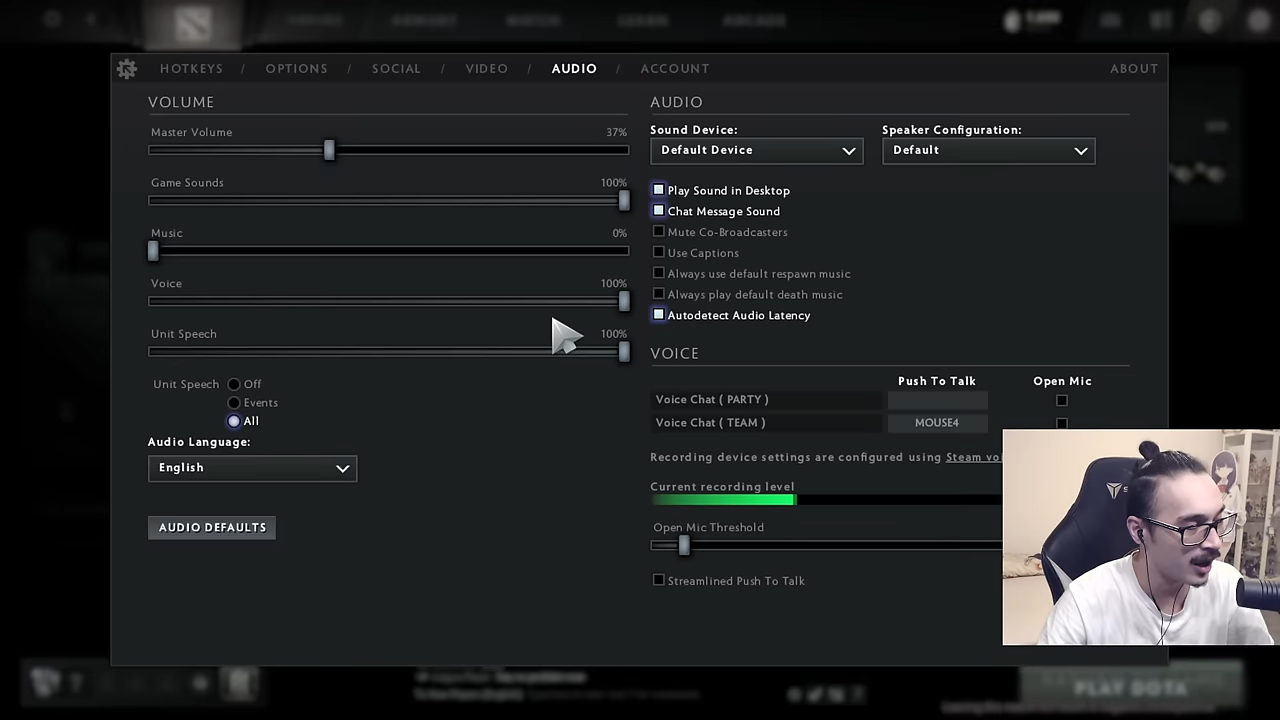 HOTKEYS / OPTIONS / SOCIAL / VIDEO / AUDIO / ACCOUNT ABOUT
VOLUME
Master Volume 37%
Game Sounds 100%
Music 0%
Voice 100%
Unit Speech 100%
Unit Speech Off
Events
All
Audio Language:
English
AUDIO DEFAULTS
AUDIO
Sound Device: Speaker Configuration:
Default Device Default
Play Sound in Desktop
Chat Message Sound
Mute Co-Broadcasters
Use Captions
Always use default respawn music
Always play default death music
Autodetect Audio Latency
VOICE
Push To Talk Open Mic
Voice Chat ( PARTY )
Voice Chat ( TEAM ) MOUSE4
Recording device settings are configured using Steam voi
Current recording level
Open Mic Threshold
Streamlined Push To Talk
PLAY DOTA